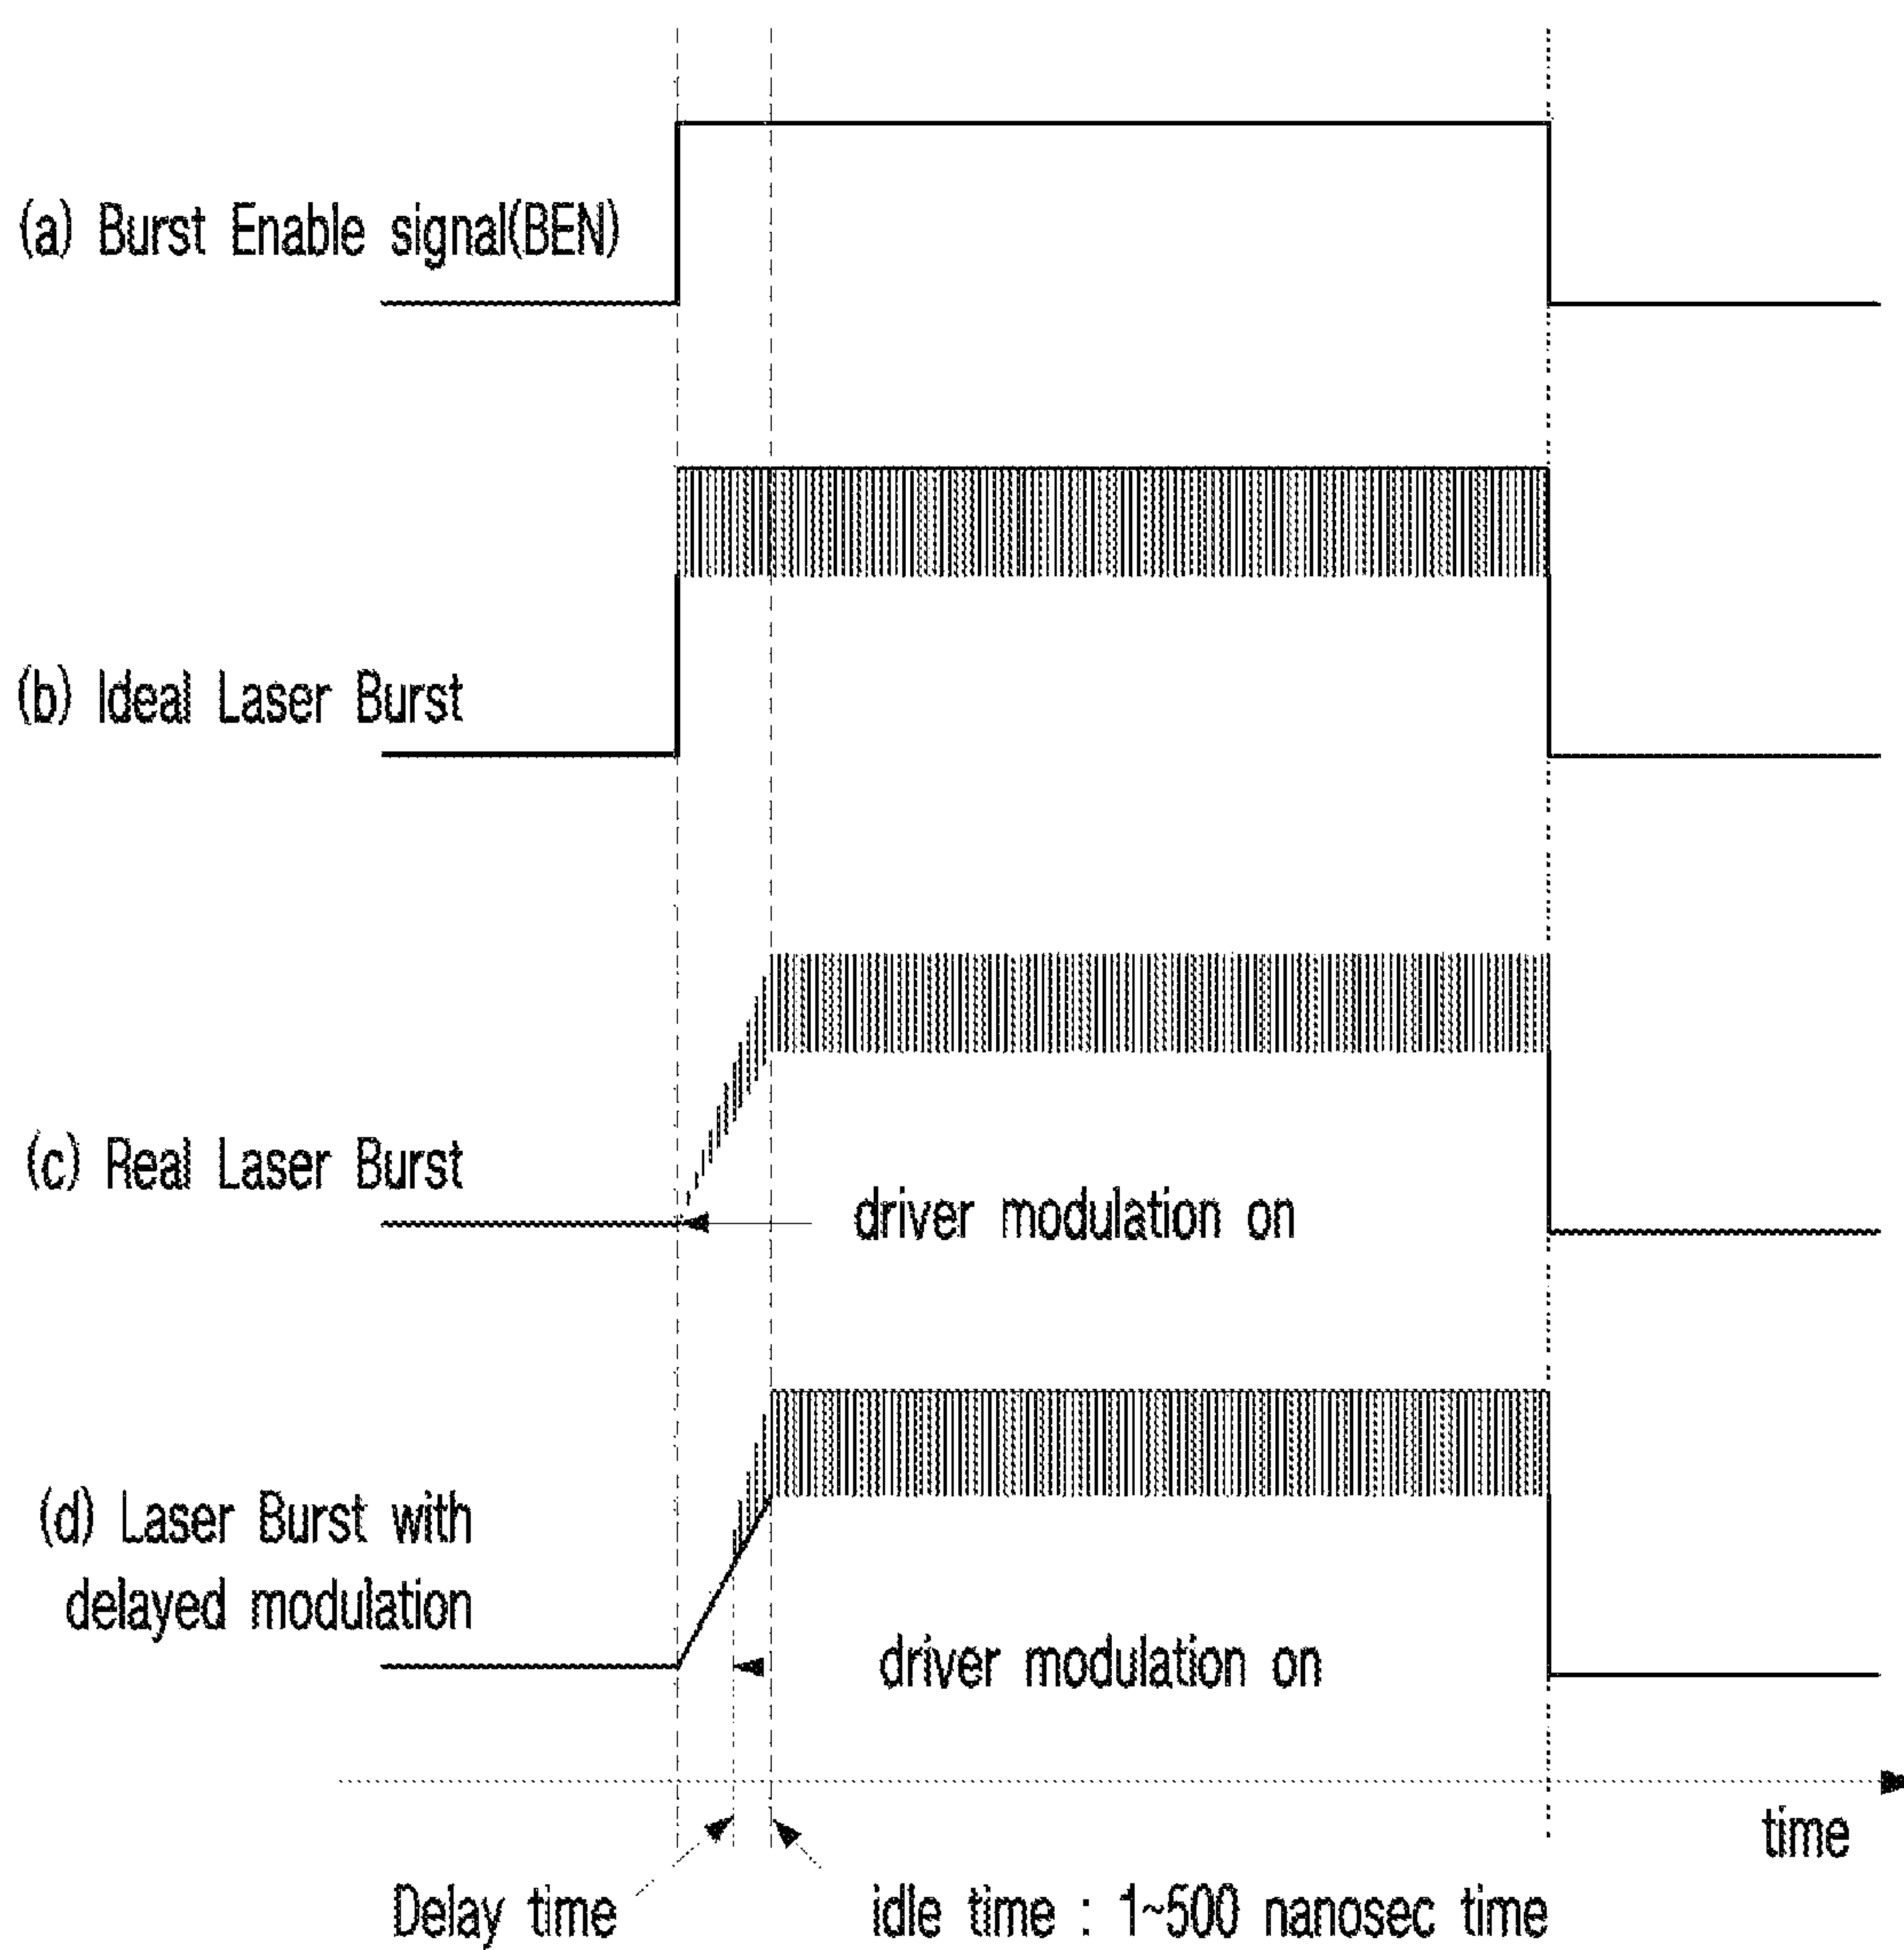 (a) Burst Enable signal(BEN)
(b) Ideal Laser Burst
(c) Real Laser Burst
driver modulation on
(d) Laser Burst with
delayed modulation
driver modulation on
time
Delay time
idle time : 1~500 nanosec time